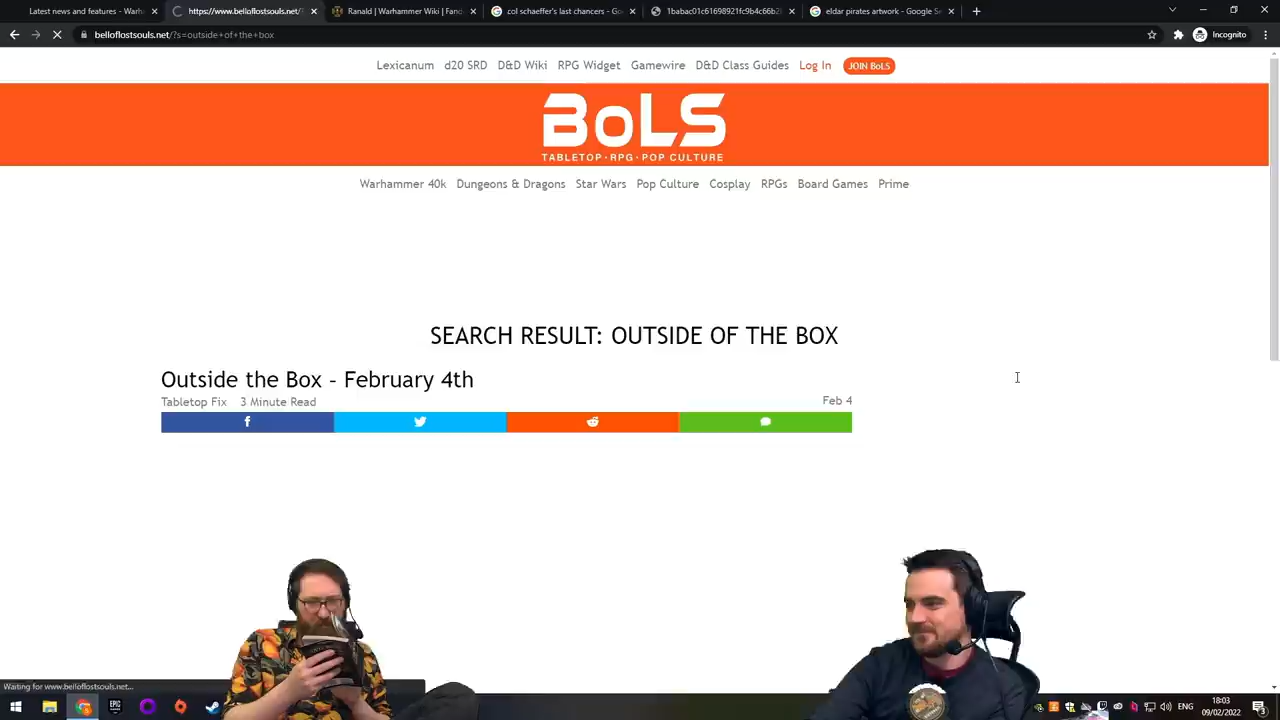 Latest news and features - Warh
https://www.belloflostsouls.net/?
Ranald | Warhammer Wiki | Fand
col schaeffer's last chancers - Go
1babac01c61698921fc9b4c66b2
eldar pirates artwork - Google Se
belloflostsouls.net/?s=outside+of+the+box
Incognito
Lexicanum d20 SRD D&D Wiki RPG Widget Gamewire D&D Class Guides Log In JOIN BoLS
BoLS
TABLETOP·RPG·POP CULTURE
Warhammer 40k Dungeons & Dragons Star Wars Pop Culture Cosplay RPGs Board Games Prime
SEARCH RESULT: OUTSIDE OF THE BOX
Outside the Box – February 4th
Tabletop Fix 3 Minute Read Feb 4
Waiting for www.belloflostsouls.net...
EPIC
ENG
18:03
09/02/2022